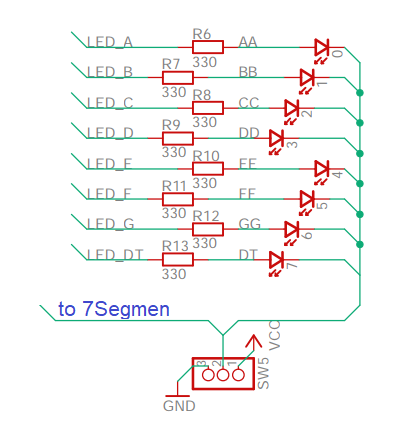 LED_A R6 330 AA 0
LED_B R7 330 BB 1
LED_C R8 330 CC 2
LED_D R9 330 DD 3
LED_E R10 330 EE 4
LED_F R11 330 FF 5
LED_G R12 330 GG 6
LED_DT R13 330 DT 7
to 7Segmen
VCC
3 2 1
SW5
GND